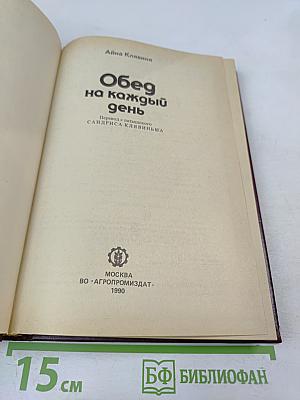 Айна Клявиня
Обед
на каждый
день
Перевод с латышского
САНДРИСА КЛЯВИНЬША
МОСКВА
ВО «АГРОПРОМИЗДАТ»
1990
15 см
БФ БИБЛИОФАН